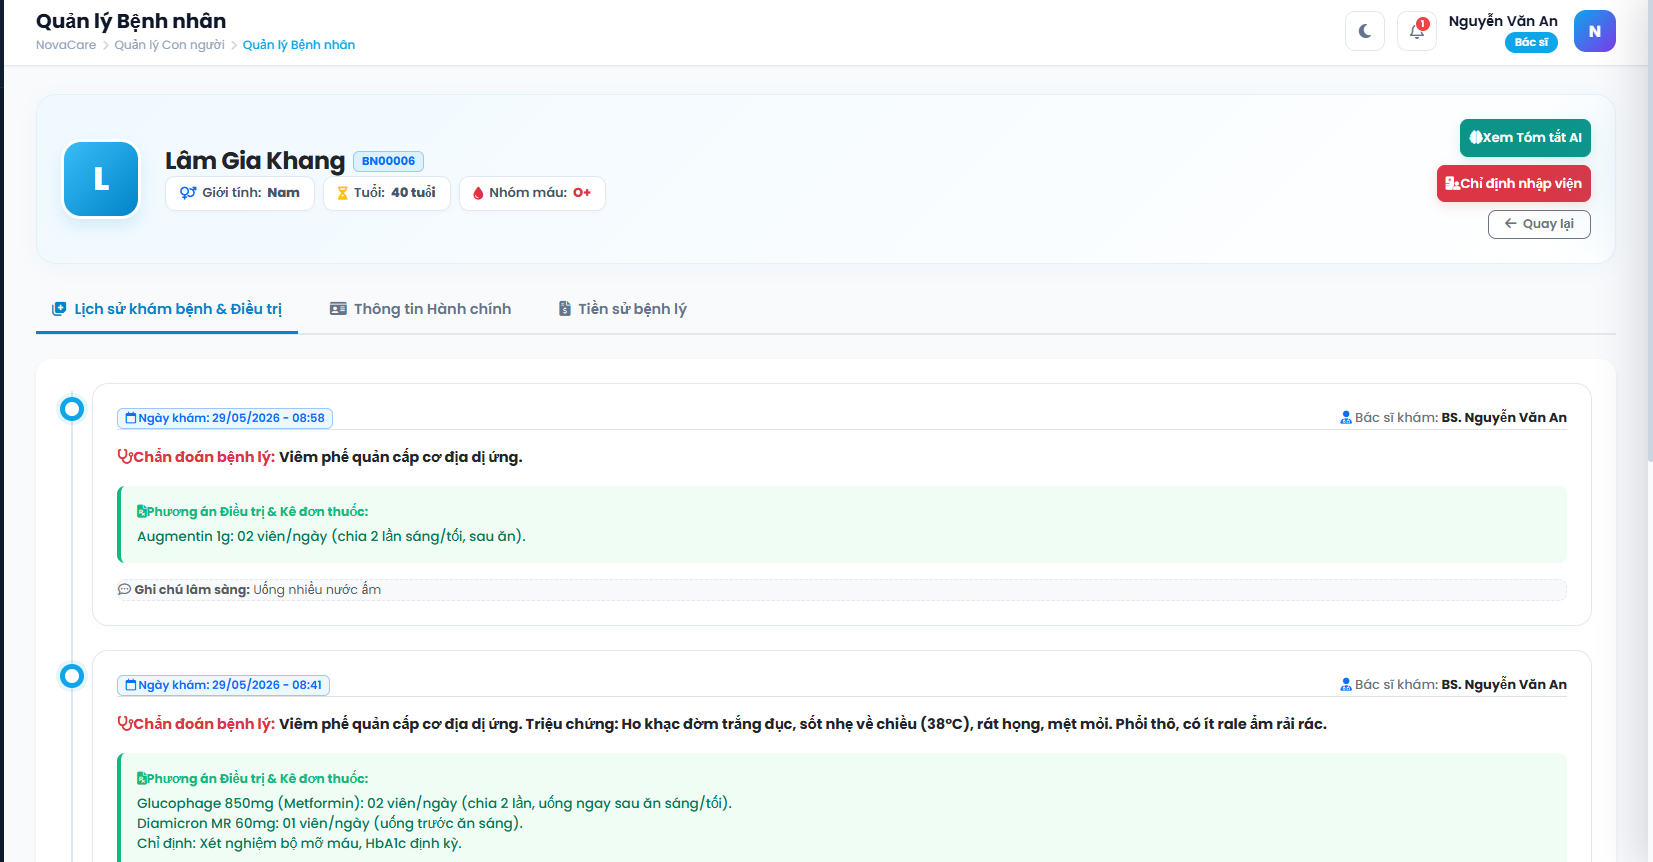 Quản lý Bệnh nhân
NovaCare > Quản lý Con người > Quản lý Bệnh nhân
1
Nguyễn Văn An
Bác sĩ
N
L
Lâm Gia Khang BN00006
Giới tính: Nam
Tuổi: 40 tuổi
Nhóm máu: O+
Xem Tóm tắt AI
Chỉ định nhập viện
← Quay lại
Lịch sử khám bệnh & Điều trị
Thông tin Hành chính
Tiền sử bệnh lý
Ngày khám: 29/05/2026 - 08:58
Bác sĩ khám: BS. Nguyễn Văn An
Chẩn đoán bệnh lý: Viêm phế quản cấp cơ địa dị ứng.
Phương án Điều trị & Kê đơn thuốc:
Augmentin 1g: 02 viên/ngày (chia 2 lần sáng/tối, sau ăn).
Ghi chú lâm sàng: Uống nhiều nước ấm
Ngày khám: 29/05/2026 - 08:41
Bác sĩ khám: BS. Nguyễn Văn An
Chẩn đoán bệnh lý: Viêm phế quản cấp cơ địa dị ứng. Triệu chứng: Ho khạc đờm trắng đục, sốt nhẹ về chiều (38°C), rát họng, mệt mỏi. Phổi thô, có ít rale ẩm rải rác.
Phương án Điều trị & Kê đơn thuốc:
Glucophage 850mg (Metformin): 02 viên/ngày (chia 2 lần, uống ngay sau ăn sáng/tối).
Diamicron MR 60mg: 01 viên/ngày (uống trước ăn sáng).
Chỉ định: Xét nghiệm bộ mỡ máu, HbA1c định kỳ.